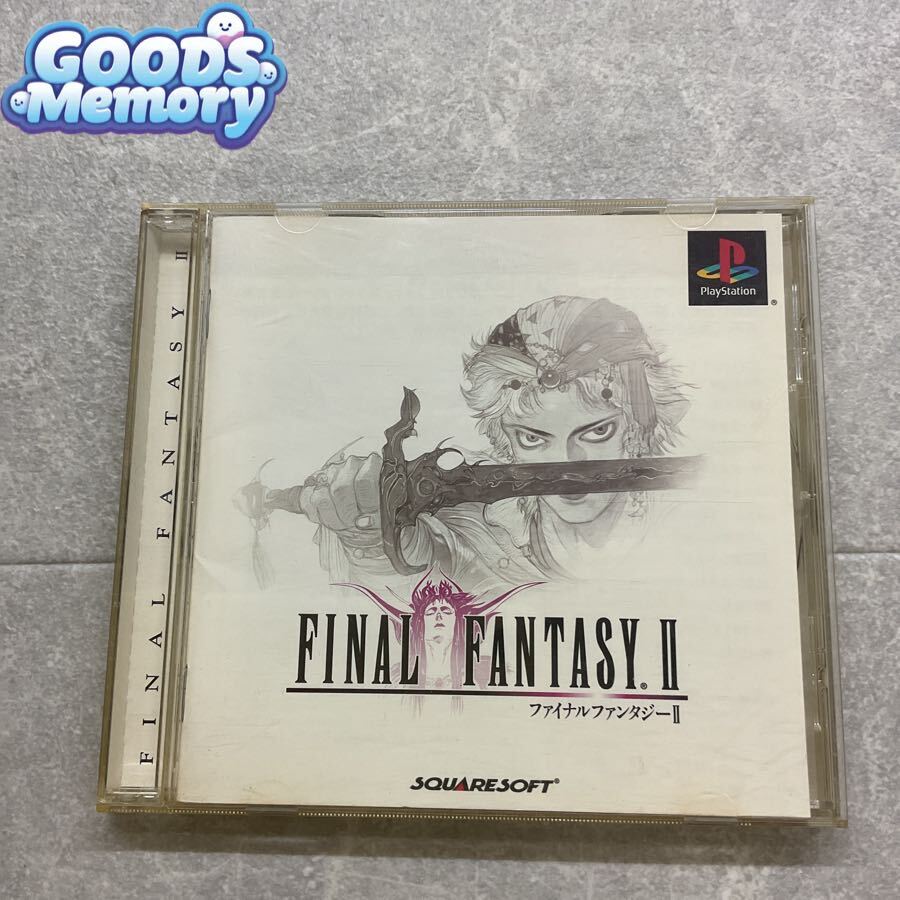 GOODS
Memory
FINAL FANTASY II
PlayStation
®
FINAL FANTASY® II
ファイナルファンタジーII
SQUARESOFT®